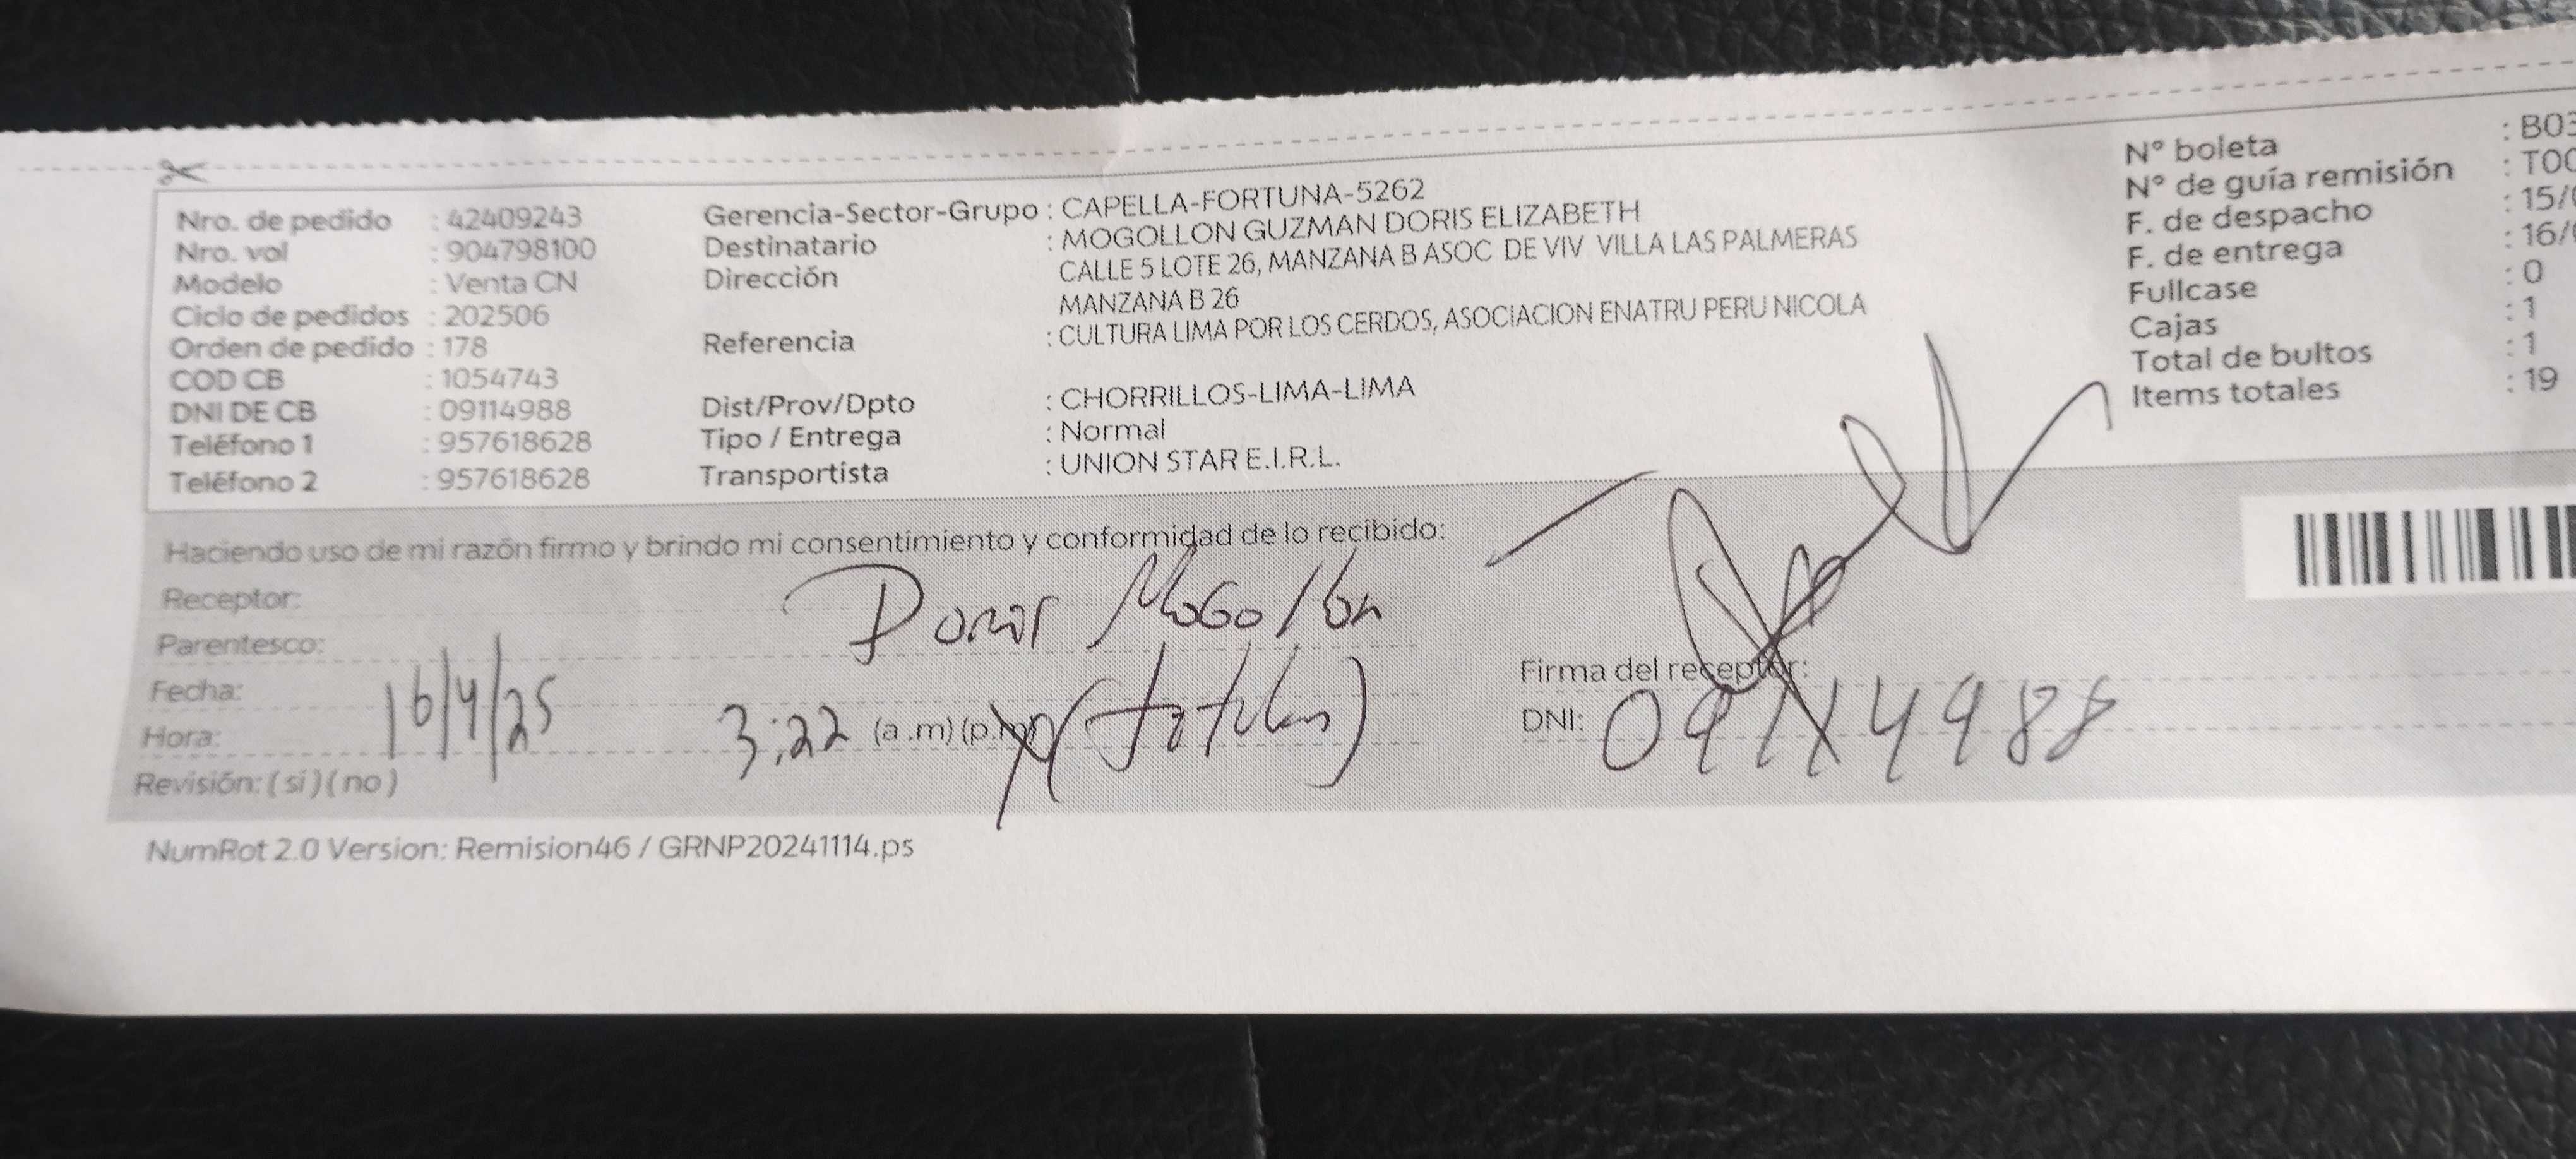 Nro. de pedido : 42409243
Nro. vol : 904798100
Modelo : Venta CN
Ciclo de pedidos : 202506
Orden de pedido : 178
COD CB : 1054743
DNI DE CB : 09114988
Teléfono 1 : 957618628
Teléfono 2 : 957618628
Gerencia-Sector-Grupo : CAPELLA-FORTUNA-5262
Destinatario : MOGOLLON GUZMAN DORIS ELIZABETH
Dirección CALLE 5 LOTE 26, MANZANA B ASOC DE VIV VILLA LAS PALMERAS
MANZANA B 26
Referencia : CULTURA LIMA POR LOS CERDOS, ASOCIACION ENATRU PERU NICOLA
Dist/Prov/Dpto : CHORRILLOS-LIMA-LIMA
Tipo / Entrega : Normal
Transportista : UNION STAR E.I.R.L.
N° boleta : B03
N° de guía remisión : T00
F. de despacho : 15/0
F. de entrega : 16/0
Fullcase : 0
Cajas : 1
Total de bultos : 1
Items totales : 19
Haciendo uso de mi razón firmo y brindo mi consentimiento y conformidad de lo recibido:
Receptor: Doris Mogollón
Parentesco:
Fecha: 16/4/25
Hora: 3:22 (a .m) (p.m) (titular)
Revisión: ( sí ) ( no )
Firma del receptor:
DNI: 09114988
NumRot 2.0 Version: Remision46 / GRNP20241114.ps